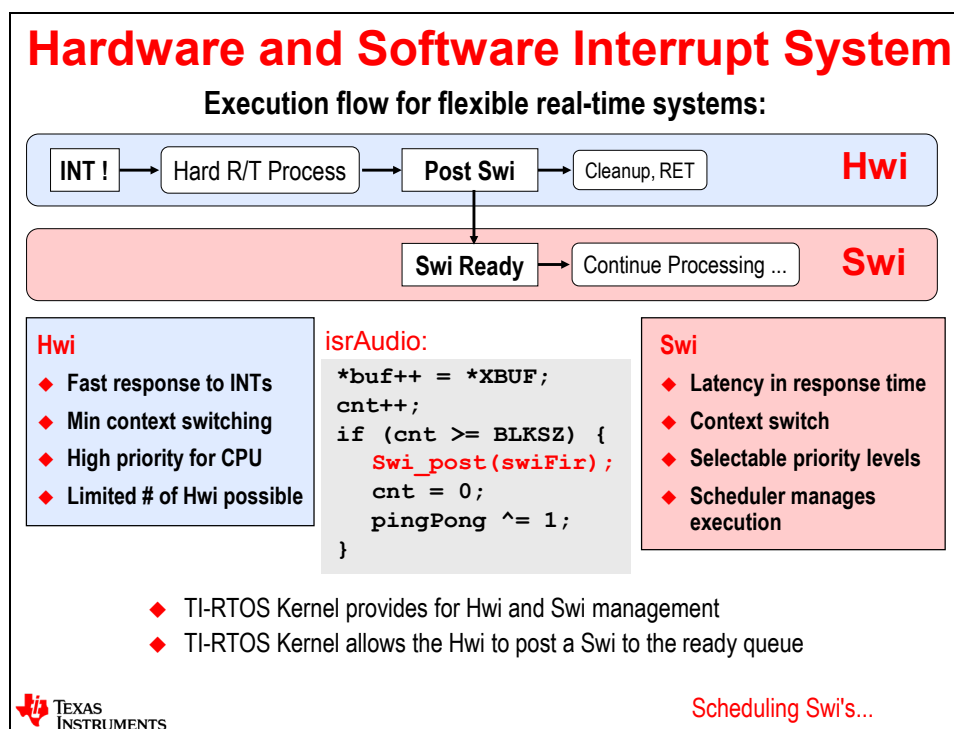 Hardware and Software Interrupt System
Execution flow for flexible real-time systems:
INT ! Hard R/T Process Post Swi Cleanup, RET Hwi
Swi Ready Continue Processing ... Swi
Hwi
◆ Fast response to INTs
◆ Min context switching
◆ High priority for CPU
◆ Limited # of Hwi possible
isrAudio:
*buf++ = *XBUF;
cnt++;
if (cnt >= BLKSZ) {
Swi_post(swiFir);
cnt = 0;
pingPong ^= 1;
}
Swi
◆ Latency in response time
◆ Context switch
◆ Selectable priority levels
◆ Scheduler manages
execution
◆ TI-RTOS Kernel provides for Hwi and Swi management
◆ TI-RTOS Kernel allows the Hwi to post a Swi to the ready queue
TEXAS
INSTRUMENTS
Scheduling Swi's...